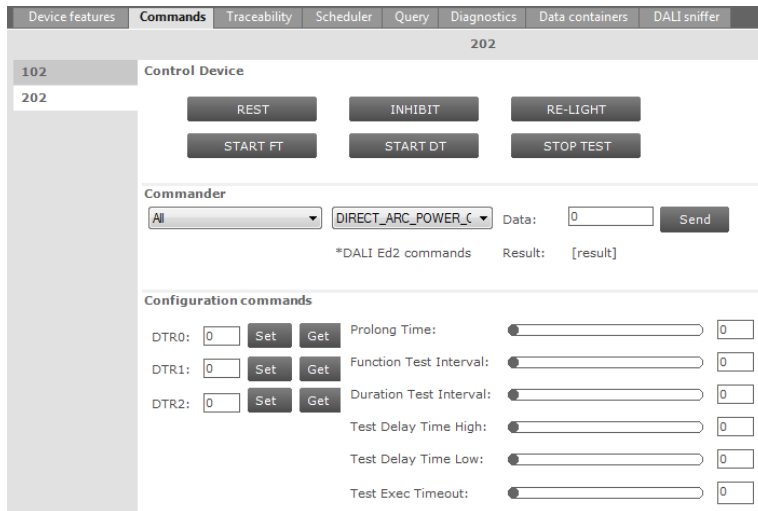 Device features Commands Traceability Scheduler Query Diagnostics Data containers DALI sniffer
202
102
202
Control Device
REST INHIBIT RE-LIGHT
START FT START DT STOP TEST
Commander
All DIRECT_ARC_POWER_C Data: 0 Send
*DALI Ed2 commands Result: [result]
Configuration commands
DTR0: 0 Set Get Prolong Time: 0
DTR1: 0 Set Get Function Test Interval: 0
DTR2: 0 Set Get Duration Test Interval: 0
Test Delay Time High: 0
Test Delay Time Low: 0
Test Exec Timeout: 0